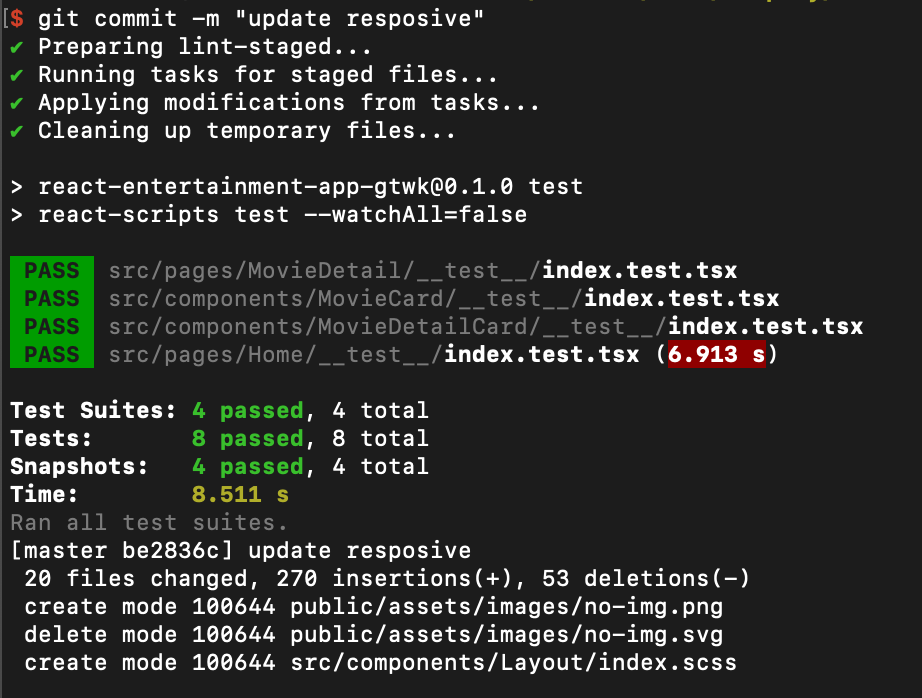 [$ git commit -m "update resposive"
✔ Preparing lint-staged...
✔ Running tasks for staged files...
✔ Applying modifications from tasks...
✔ Cleaning up temporary files...
> react-entertainment-app-gtwk@0.1.0 test
> react-scripts test --watchAll=false
PASS src/pages/MovieDetail/__test__/index.test.tsx
PASS src/components/MovieCard/__test__/index.test.tsx
PASS src/components/MovieDetailCard/__test__/index.test.tsx
PASS src/pages/Home/__test__/index.test.tsx (6.913 s)
Test Suites: 4 passed, 4 total
Tests: 8 passed, 8 total
Snapshots: 4 passed, 4 total
Time: 8.511 s
Ran all test suites.
[master be2836c] update resposive
20 files changed, 270 insertions(+), 53 deletions(-)
create mode 100644 public/assets/images/no-img.png
delete mode 100644 public/assets/images/no-img.svg
create mode 100644 src/components/Layout/index.scss